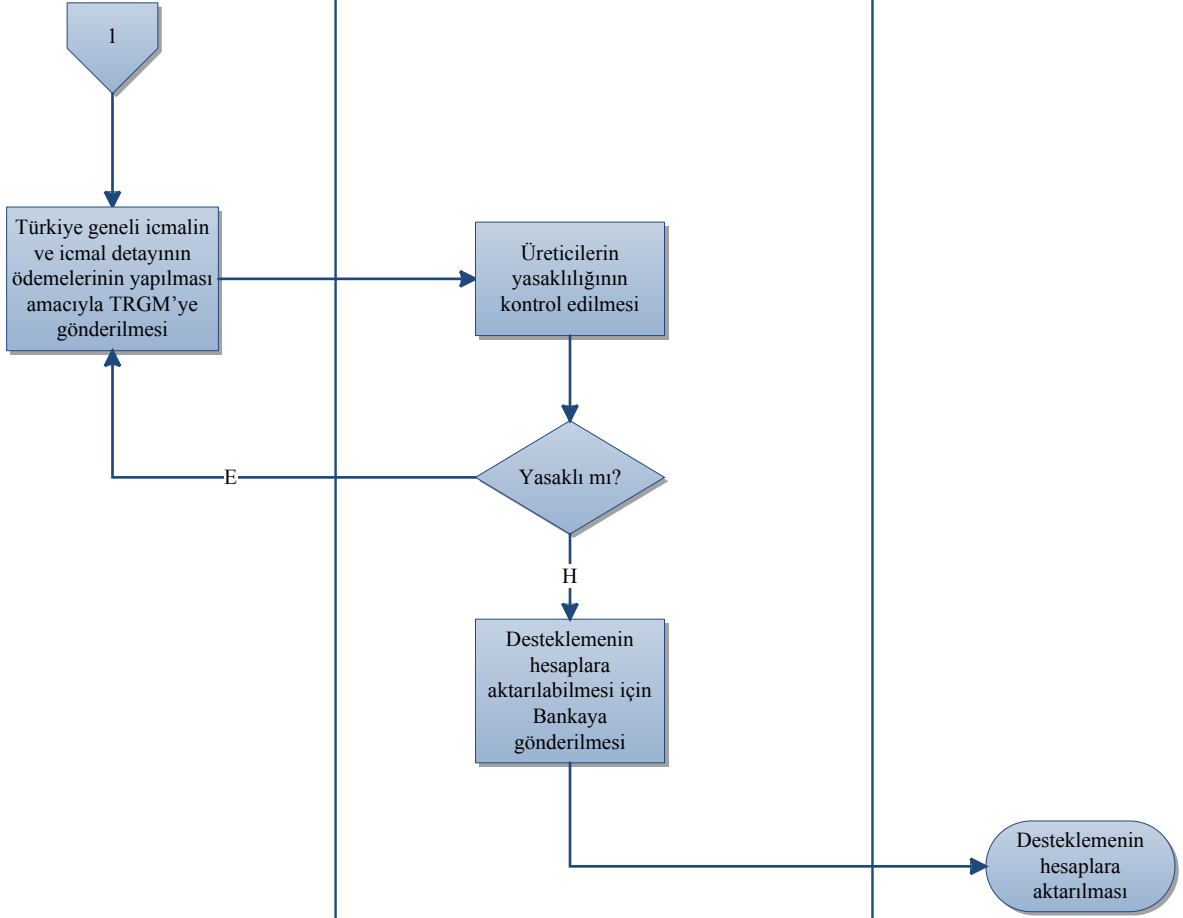 1
Türkiye geneli icmalin
ve icmal detayının
ödemelerinin yapılması
amacıyla TRGM’ye
gönderilmesi
Üreticilerin
yasaklılığının
kontrol edilmesi
Yasaklı mı?
E
H
Desteklemenin
hesaplara
aktarılabilmesi için
Bankaya
gönderilmesi
Desteklemenin
hesaplara
aktarılması